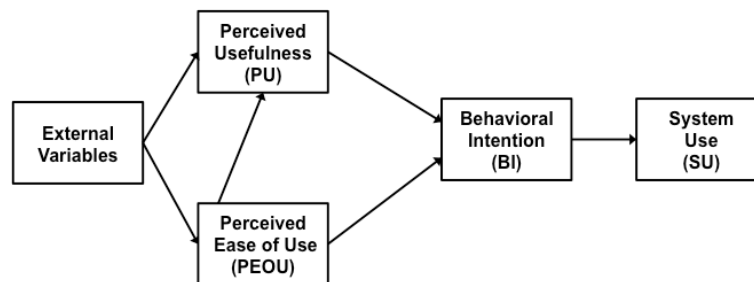 External
Variables
Perceived
Usefulness
(PU)
Perceived
Ease of Use
(PEOU)
Behavioral
Intention
(BI)
System
Use
(SU)